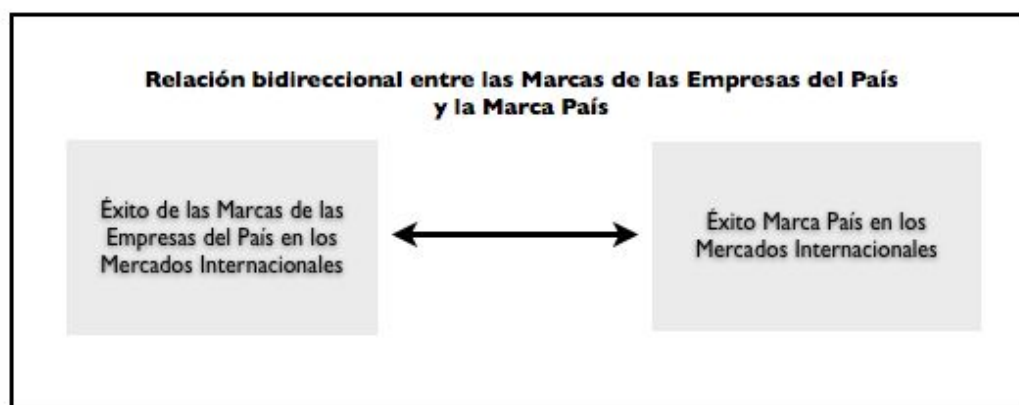 Relación bidireccional entre las Marcas de las Empresas del País
y la Marca País
Éxito de las Marcas de las
Empresas del País en los
Mercados Internacionales
Éxito Marca País en los
Mercados Internacionales